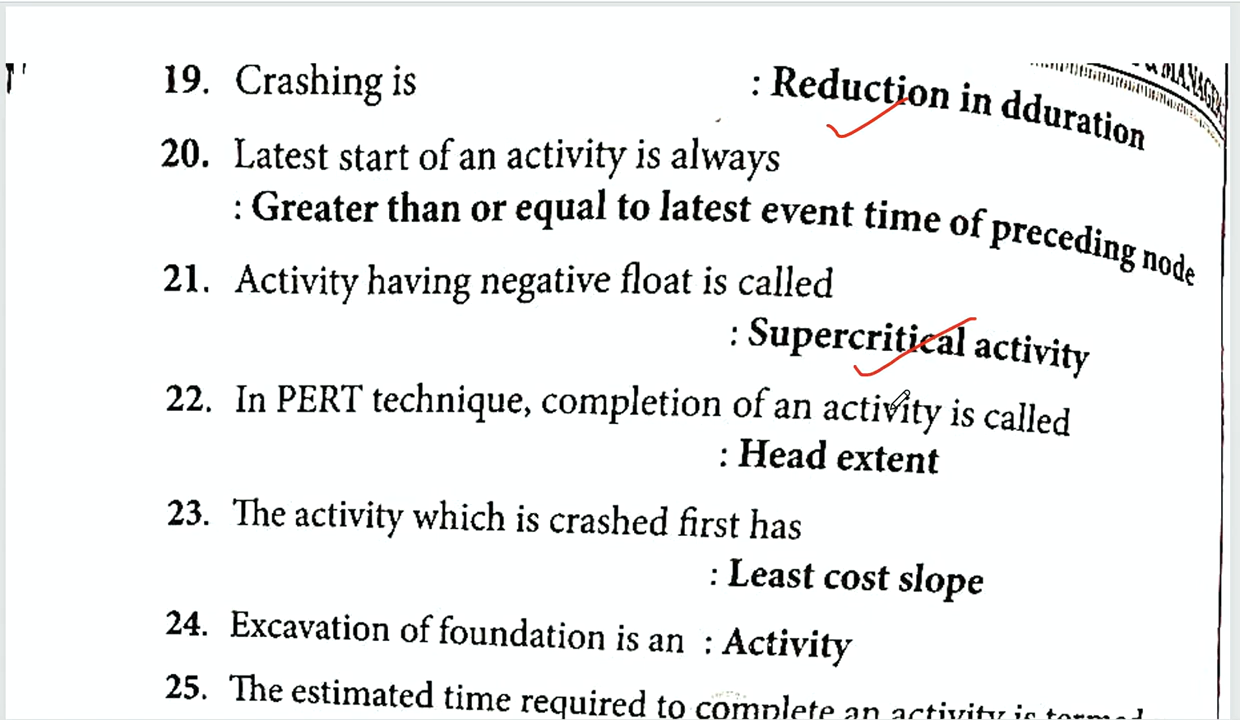 19. Crashing is : Reduction in dduration
20. Latest start of an activity is always
: Greater than or equal to latest event time of preceding node
21. Activity having negative float is called
: Supercritical activity
22. In PERT technique, completion of an activity is called
: Head extent
23. The activity which is crashed first has
: Least cost slope
24. Excavation of foundation is an : Activity
25. The estimated time required to complete an activity is termed